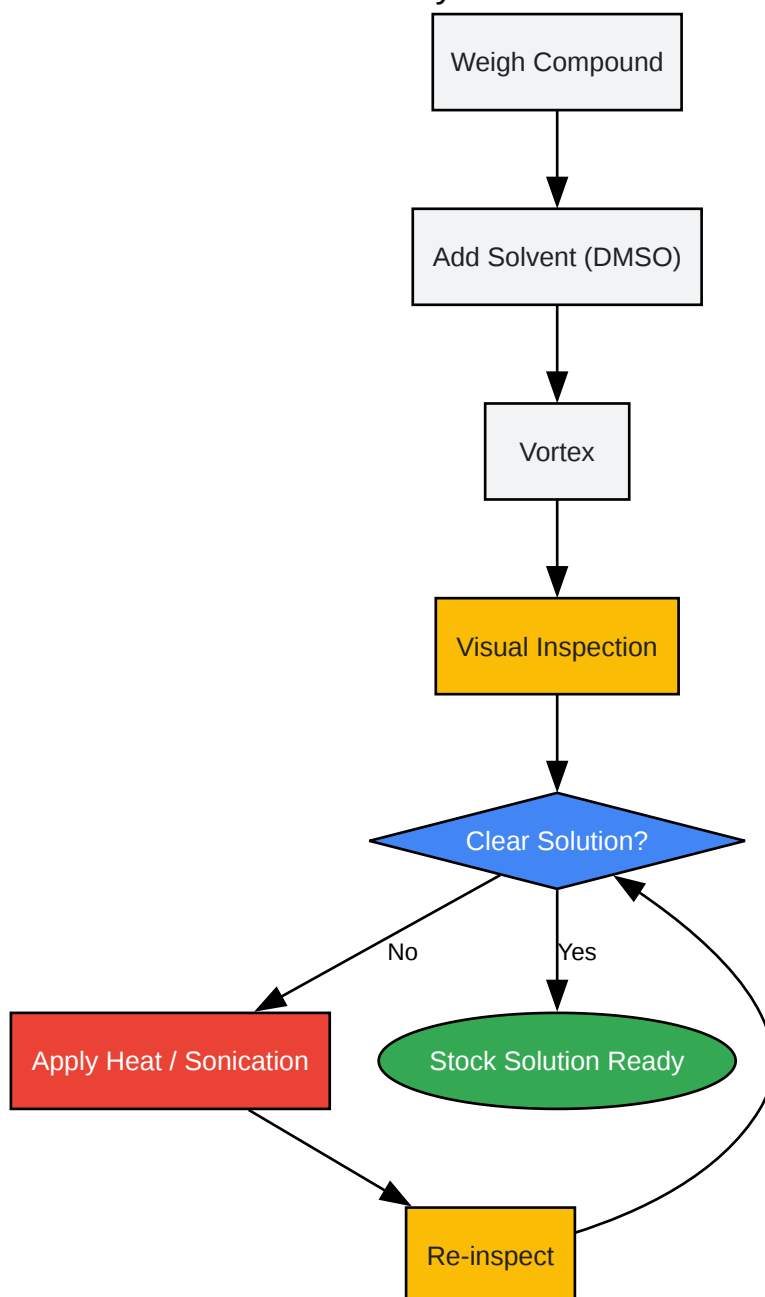 Weigh Compound
Add Solvent (DMSO)
Vortex
Visual Inspection
Clear Solution?
No
Yes
Apply Heat / Sonication
Stock Solution Ready
Re-inspect